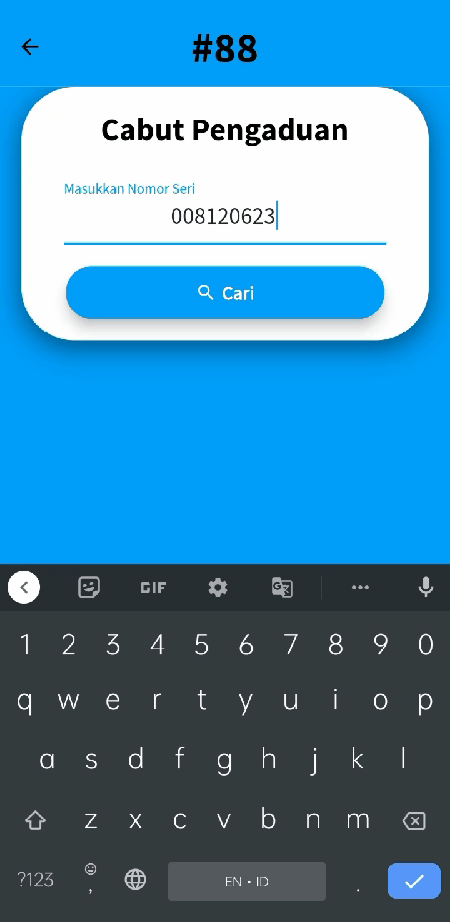 #88
Cabut Pengaduan
Masukkan Nomor Seri
008120623
Cari
GIF
1 2 3 4 5 6 7 8 9 0
q w e r t y u i o p
a s d f g h j k l
z x c v b n m
?123 , EN • ID .